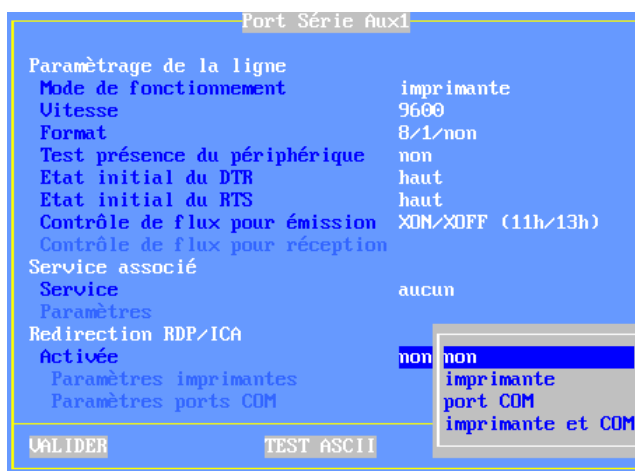 Port Série Aux1
Paramètrage de la ligne
Mode de fonctionnement imprimante
Vitesse 9600
Format 8/1/non
Test présence du périphérique non
Etat initial du DTR haut
Etat initial du RTS haut
Contrôle de flux pour émission XON/XOFF (11h/13h)
Contrôle de flux pour réception
Service associé
Service aucun
Paramètres
Redirection RDP/ICA
Activée non non
Paramètres imprimantes imprimante
Paramètres ports COM port COM
imprimante et COM
VALIDER TEST ASCII